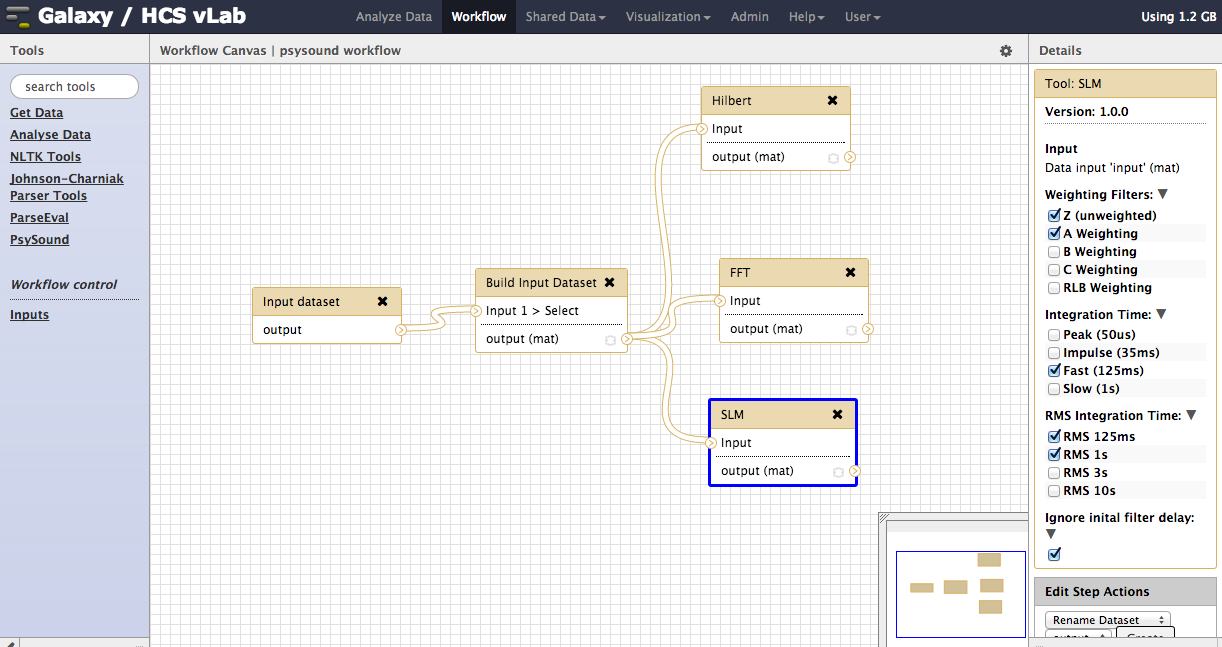 Galaxy / HCS vLab
Analyze Data
Workflow
Shared Data
Visualization
Admin
Help
User
Using 1.2 GB
Tools
search tools
Get Data
Analyse Data
NLTK Tools
Johnson-Charniak
Parser Tools
ParseEval
PsySound
Workflow control
Inputs
Workflow Canvas | psysound workflow
Input dataset
output
Build Input Dataset
Input 1 > Select
output (mat)
Hilbert
Input
output (mat)
FFT
Input
output (mat)
SLM
Input
output (mat)
Details
Tool: SLM
Version: 1.0.0
Input
Data input 'input' (mat)
Weighting Filters:
Z (unweighted)
A Weighting
B Weighting
C Weighting
RLB Weighting
Integration Time:
Peak (50us)
Impulse (35ms)
Fast (125ms)
Slow (1s)
RMS Integration Time:
RMS 125ms
RMS 1s
RMS 3s
RMS 10s
Ignore inital filter delay:
Edit Step Actions
Rename Dataset
output
Create